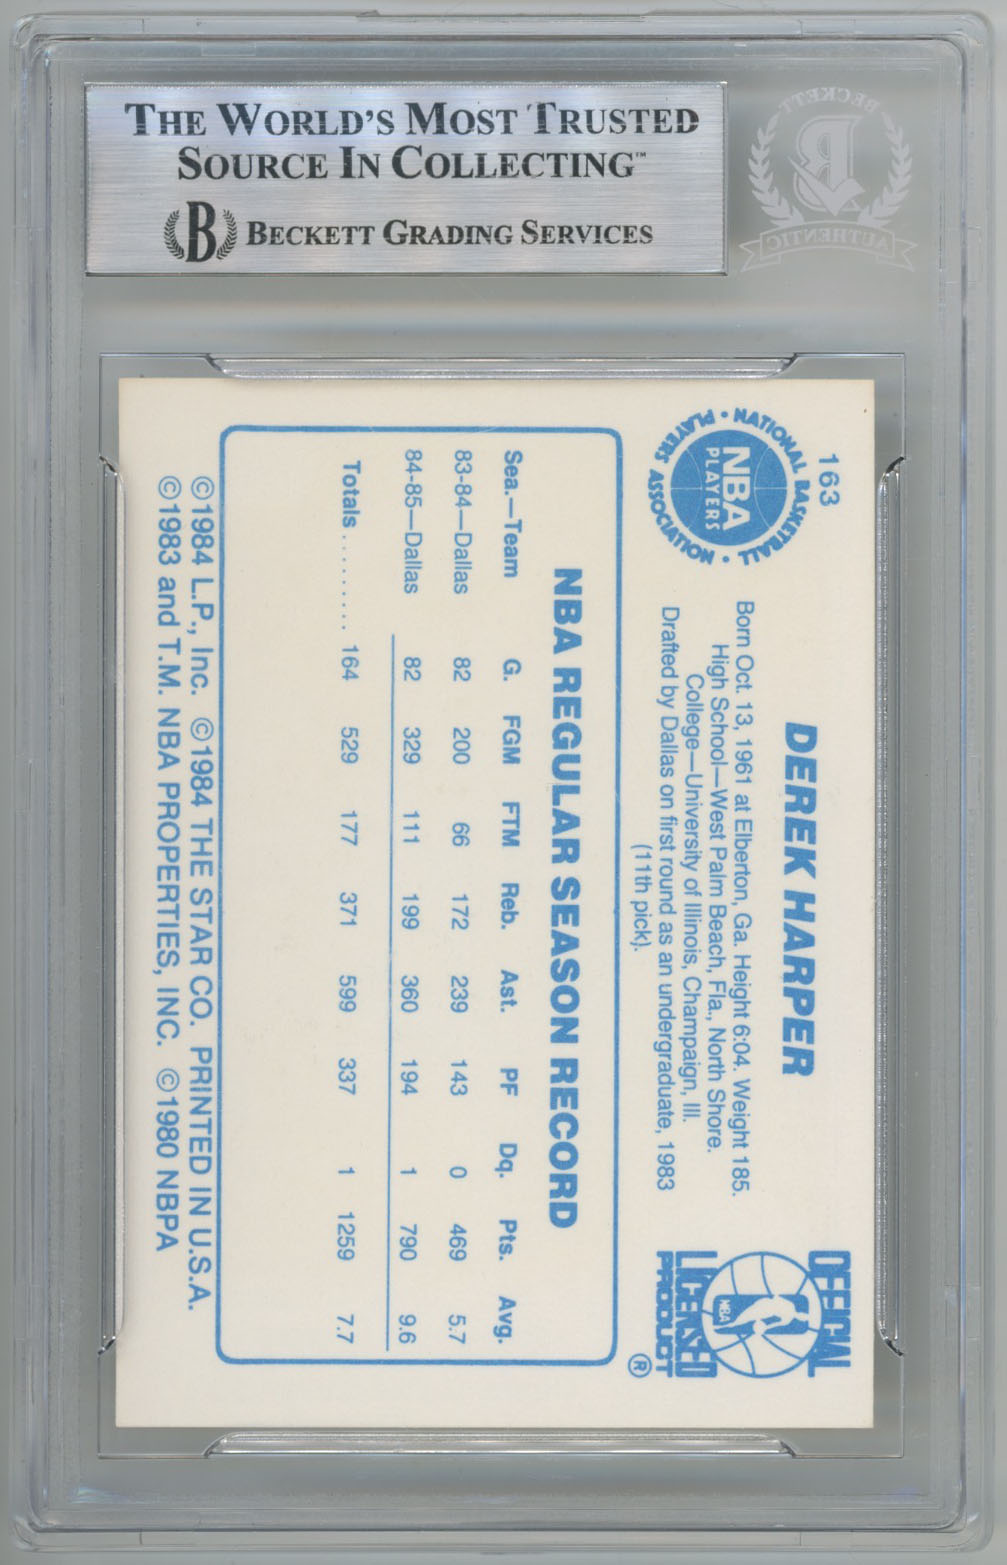 THE WORLD'S MOST TRUSTED
SOURCE IN COLLECTING™
B BECKETT GRADING SERVICES
BECKETT
B
AUTHENTIC
163
NATIONAL BASKETBALL
PLAYERS ASSOCIATION
NBA
PLAYERS
DEREK HARPER
Born Oct. 13, 1961 at Elberton, Ga. Height 6:04. Weight 185.
High School—West Palm Beach, Fla., North Shore.
College—University of Illinois, Champaign, Ill.
Drafted by Dallas on first round as an undergraduate, 1983
(11th pick).
OFFICIAL
NBA
LICENSED
PRODUCT
®
NBA REGULAR SEASON RECORD
Sea.—Team G. FGM FTM Reb. Ast. PF Dq. Pts. Avg.
83-84—Dallas 82 200 66 172 239 143 0 469 5.7
84-85—Dallas 82 329 111 199 360 194 1 790 9.6
Totals ........ 164 529 177 371 599 337 1 1259 7.7
©1984 L.P., Inc. ©1984 THE STAR CO. PRINTED IN U.S.A.
©1983 and T.M. NBA PROPERTIES, INC. ©1980 NBPA